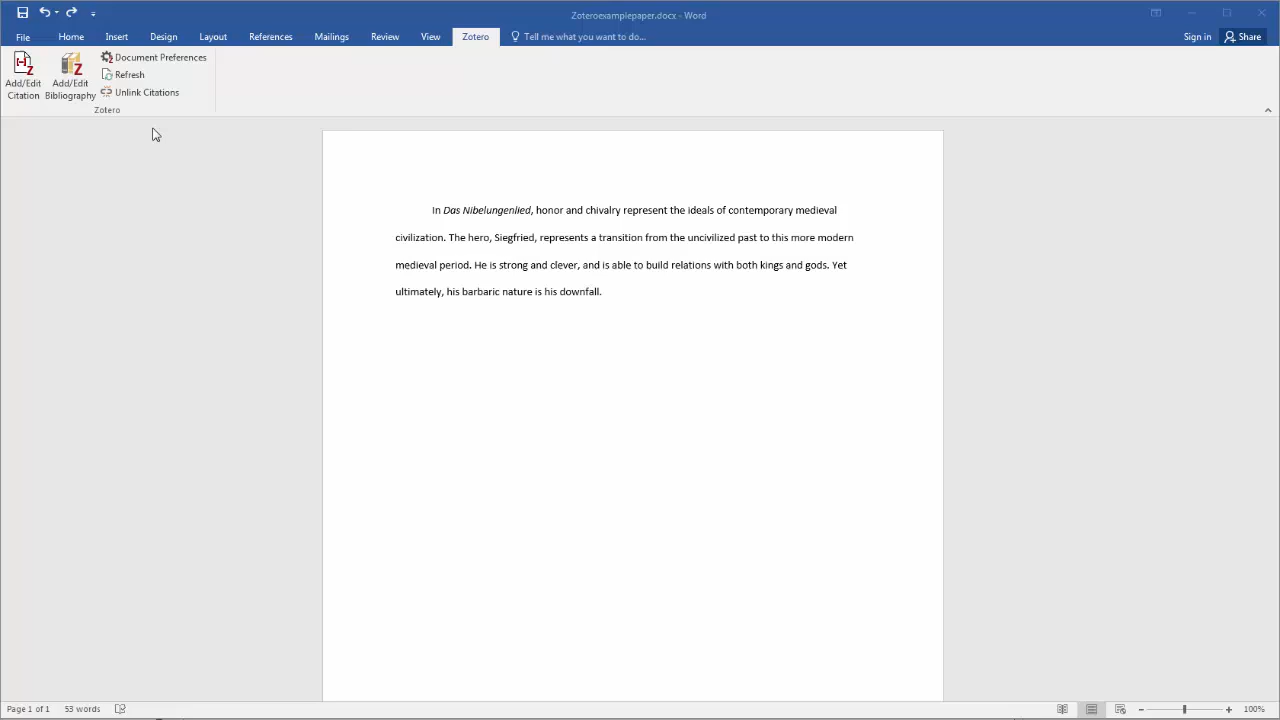 Zoteroexamplepaper.docx - Word
File Home Insert Design Layout References Mailings Review View Zotero Tell me what you want to do... Sign in Share
Add/Edit Citation
Add/Edit Bibliography
Document Preferences
Refresh
Unlink Citations
Zotero
In Das Nibelungenlied, honor and chivalry represent the ideals of contemporary medieval
civilization. The hero, Siegfried, represents a transition from the uncivilized past to this more modern
medieval period. He is strong and clever, and is able to build relations with both kings and gods. Yet
ultimately, his barbaric nature is his downfall.
Page 1 of 1 53 words 100%